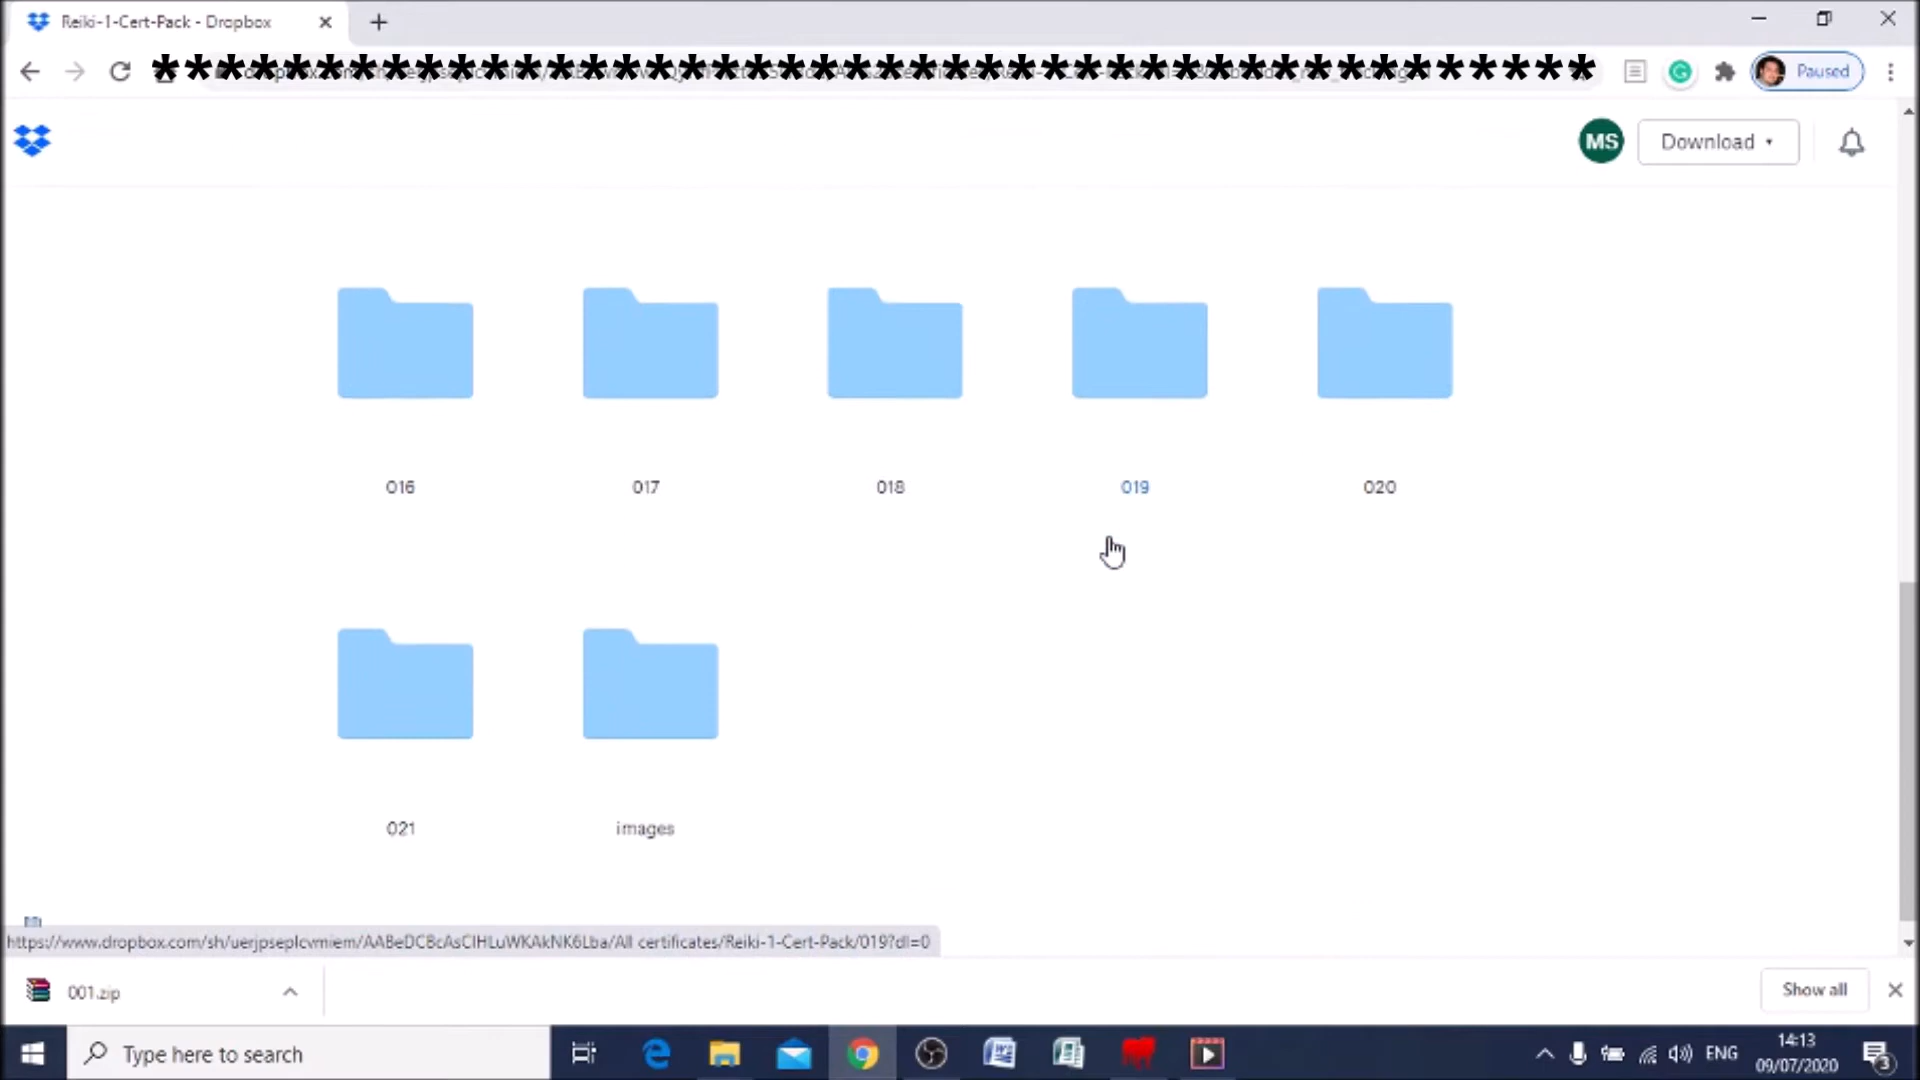 Reiki-1-Cert-Pack - Dropbox
*********************************************
Paused
MS
Download
016 017 018 019 020
021 images
https://www.dropbox.com/sh/uerjpseplcvmiem/AABeDCBcAsClHLuWKAkNK6Lba/All certificates/Reiki-1-Cert-Pack/019?dl=0
001.zip
Show all
Type here to search
ENG
14:13
09/07/2020
3